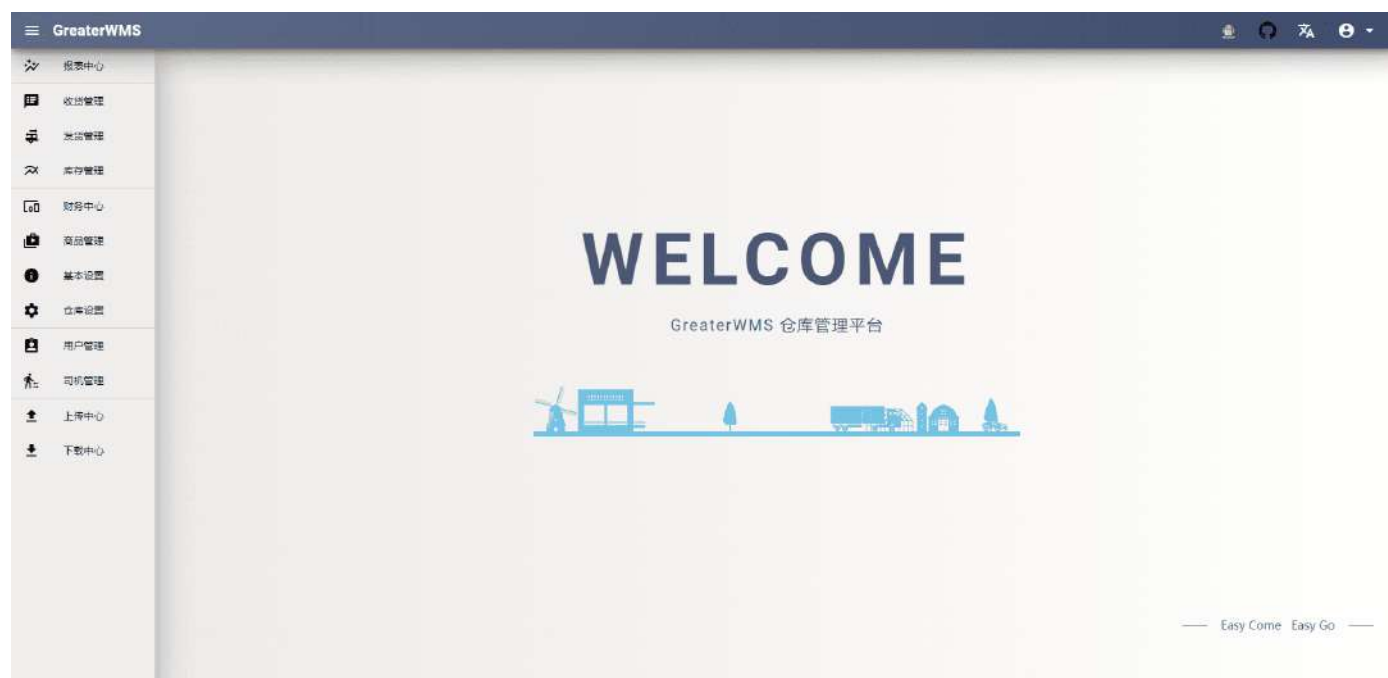 GreaterWMS
报表中心
收货管理
发货管理
库存管理
财务中心
商品管理
基本设置
仓库设置
用户管理
司机管理
上传中心
下载中心
WELCOME
GreaterWMS 仓库管理平台
Easy Come Easy Go